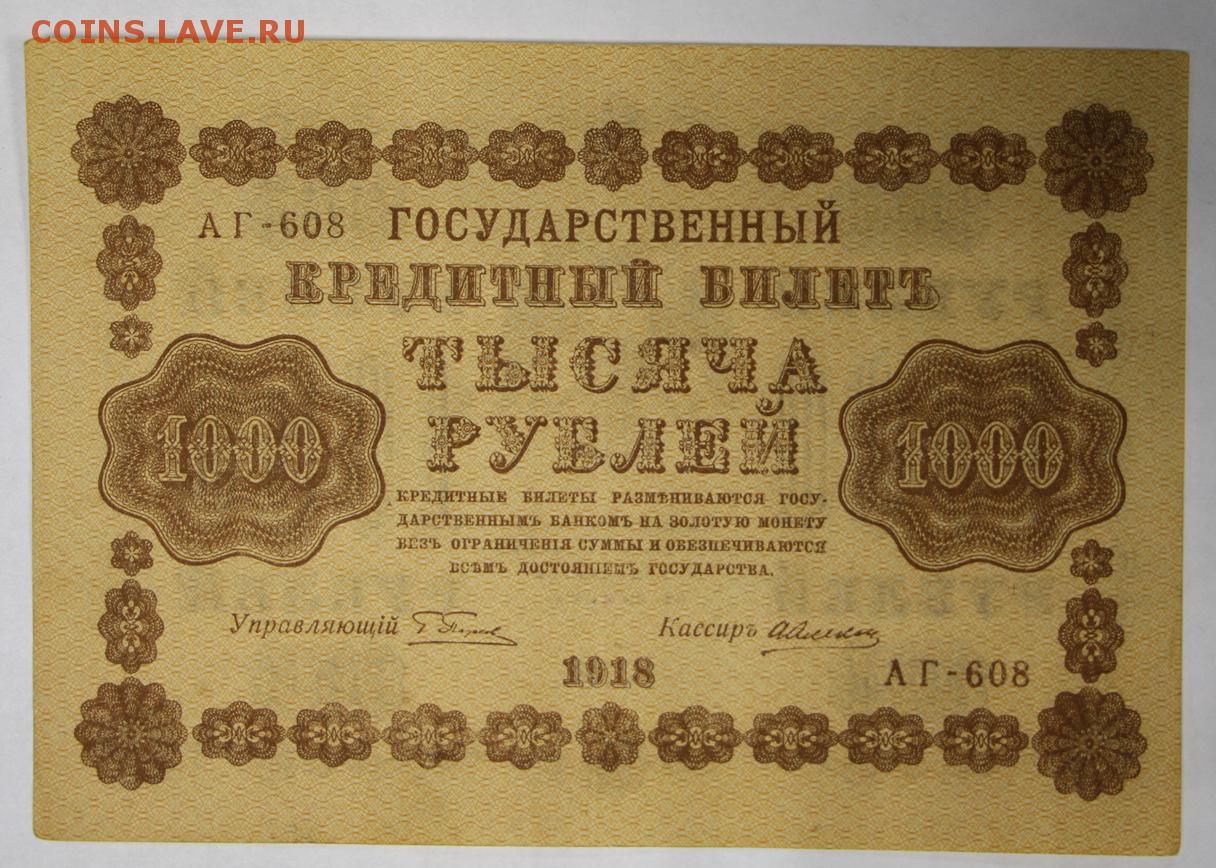 COINS.LAVE.RU
АГ-608 ГОСУДАРСТВЕННЫЙ
КРЕДИТНЫЙ БИЛЕТЪ
ТЫСЯЧА
РУБЛЕЙ
1000 1000
КРЕДИТНЫЕ БИЛЕТЫ РАЗМѢНИВАЮТСЯ ГОСУ-
ДАРСТВЕННЫМЪ БАНКОМЪ НА ЗОЛОТУЮ МОНЕТУ
БЕЗЪ ОГРАНИЧЕНІЯ СУММЫ И ОБЕЗПЕЧИВАЮТСЯ
ВСѢМЪ ДОСТОЯНІЕМЪ ГОСУДАРСТВА.
Управляющій Кассиръ
1918 АГ-608